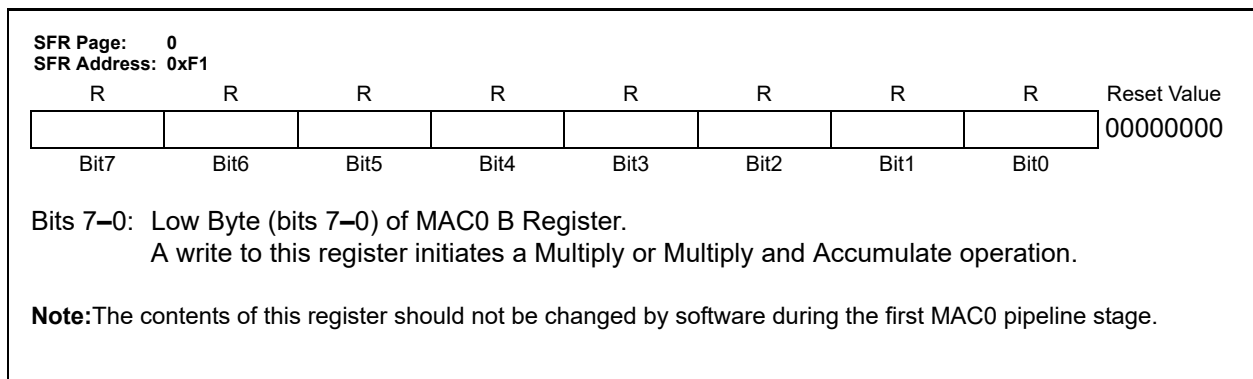 SFR Page: 0
SFR Address: 0xF1
R R R R R R R R Reset Value
00000000
Bit7 Bit6 Bit5 Bit4 Bit3 Bit2 Bit1 Bit0
Bits 7–0: Low Byte (bits 7–0) of MAC0 B Register.
A write to this register initiates a Multiply or Multiply and Accumulate operation.
Note:The contents of this register should not be changed by software during the first MAC0 pipeline stage.